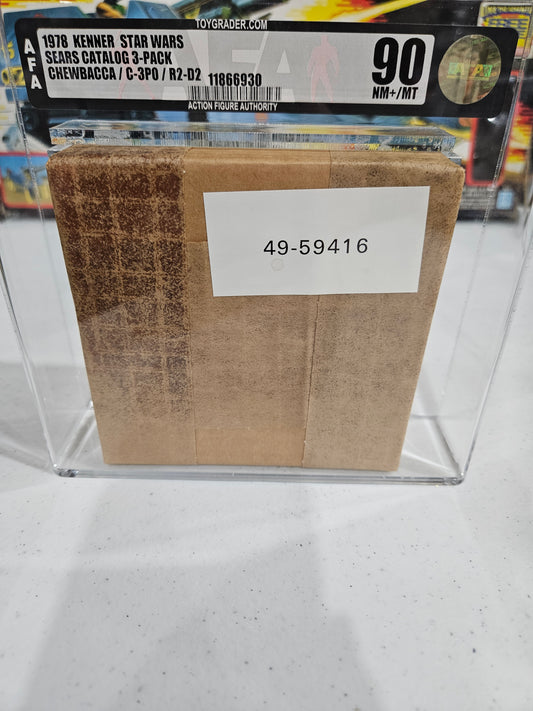 TOYGRADER.COM
AFA
1978 KENNER STAR WARS
SEARS CATALOG 3-PACK
CHEWBACCA / C-3PO / R2-D2 11866930
90
NM+/MT
ACTION FIGURE AUTHORITY
49-59416